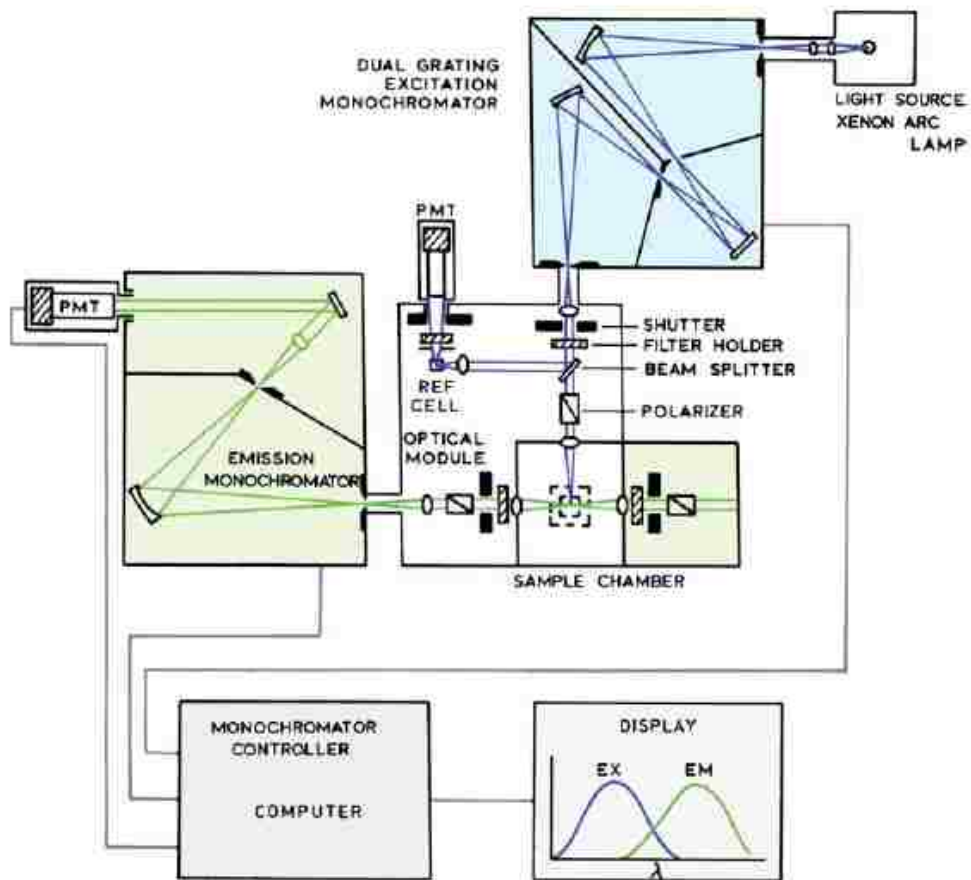 DUAL GRATING
EXCITATION
MONOCHROMATOR
LIGHT SOURCE
XENON ARC
LAMP
PMT
PMT
SHUTTER
FILTER HOLDER
BEAM SPLITTER
REF
CELL
POLARIZER
OPTICAL
MODULE
EMISSION
MONOCHROMATOR
SAMPLE CHAMBER
MONOCHROMATOR
CONTROLLER
COMPUTER
DISPLAY
EX
EM
λ